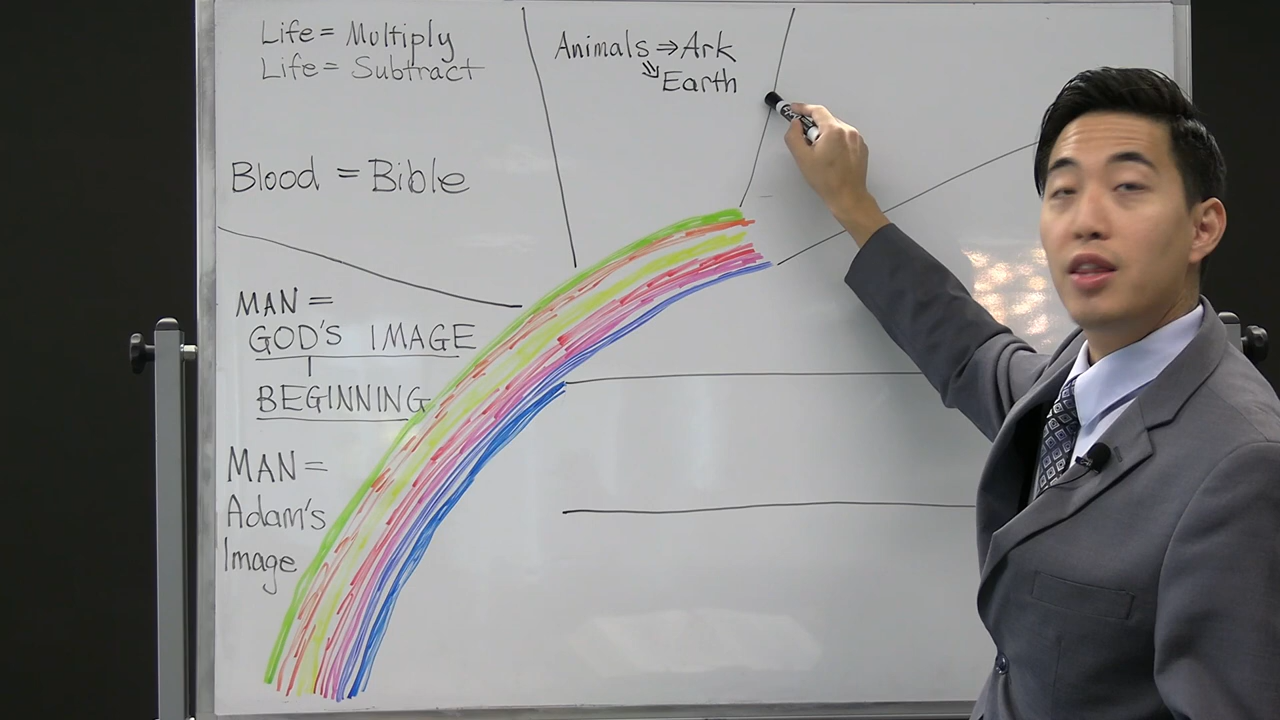 Life = Multiply
Life = Subtract
Blood = Bible
Animals ⇒ Ark
⇒ Earth
MAN =
GOD'S IMAGE
BEGINNING
MAN =
Adam's
Image